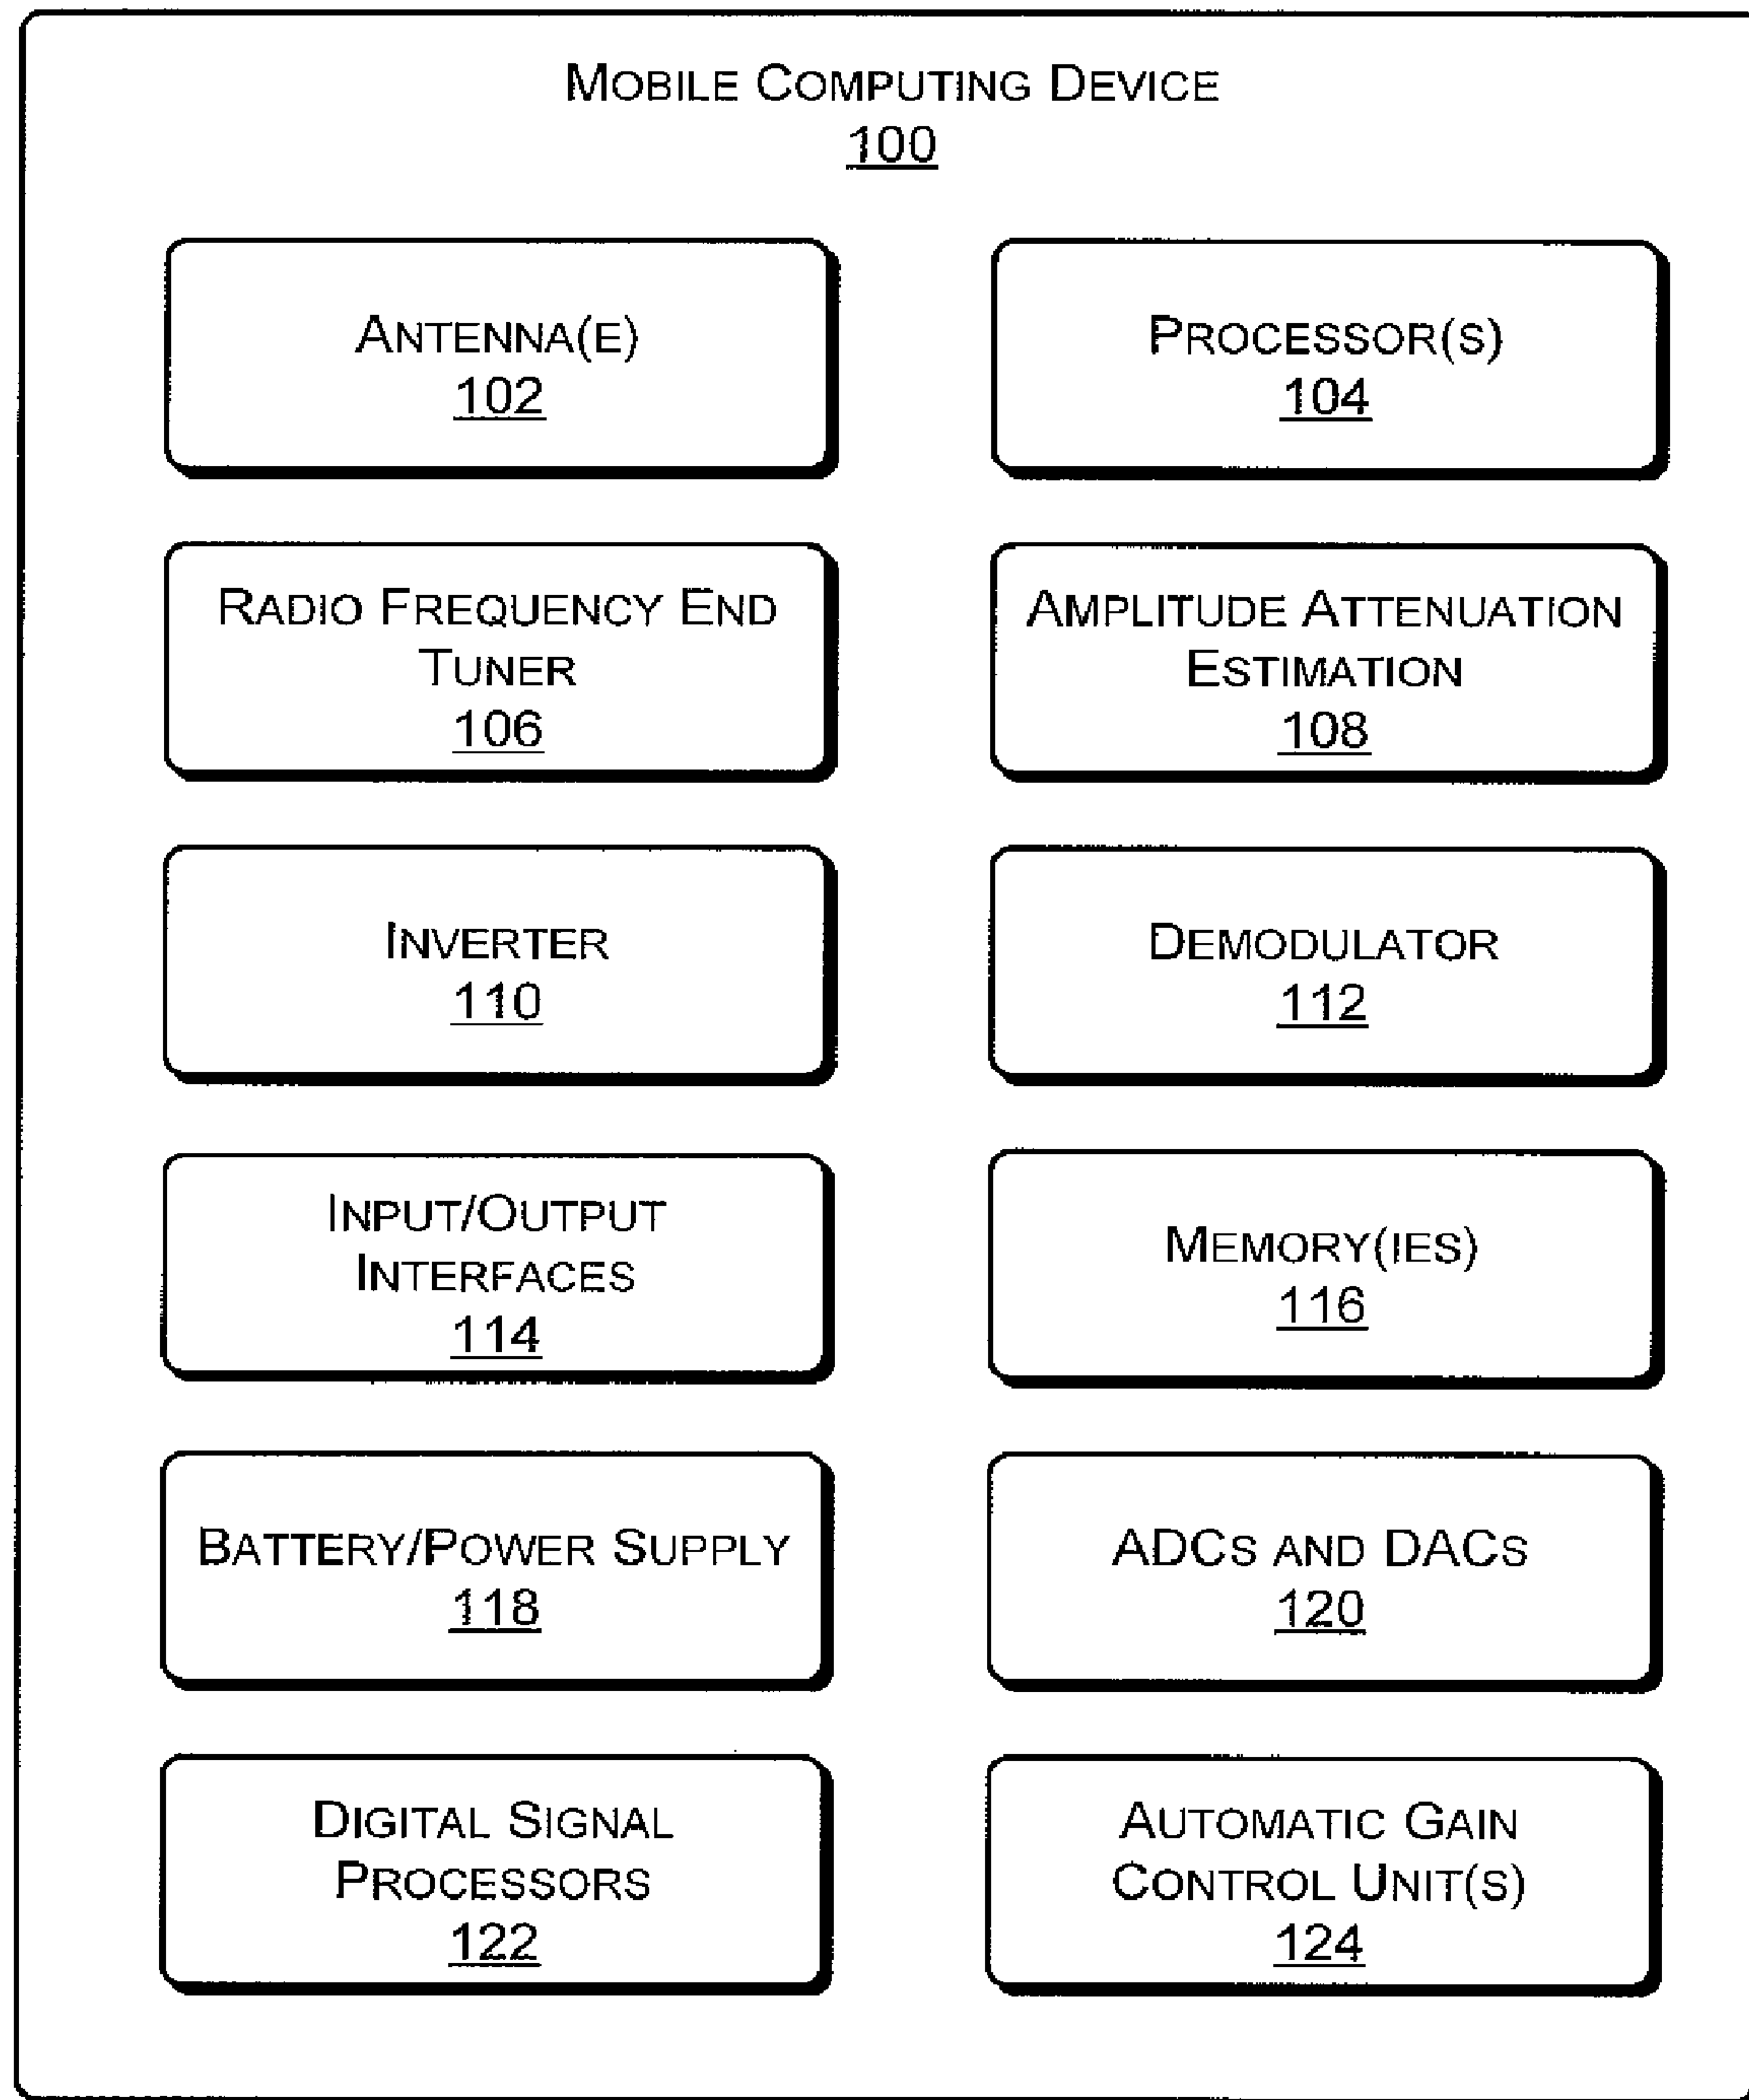 MOBILE COMPUTING DEVICE
100
ANTENNA(E)
102
PROCESSOR(S)
104
RADIO FREQUENCY END
TUNER
106
AMPLITUDE ATTENUATION
ESTIMATION
108
INVERTER
110
DEMODULATOR
112
INPUT/OUTPUT
INTERFACES
114
MEMORY(IES)
116
BATTERY/POWER SUPPLY
118
ADCS AND DACS
120
DIGITAL SIGNAL
PROCESSORS
122
AUTOMATIC GAIN
CONTROL UNIT(S)
124